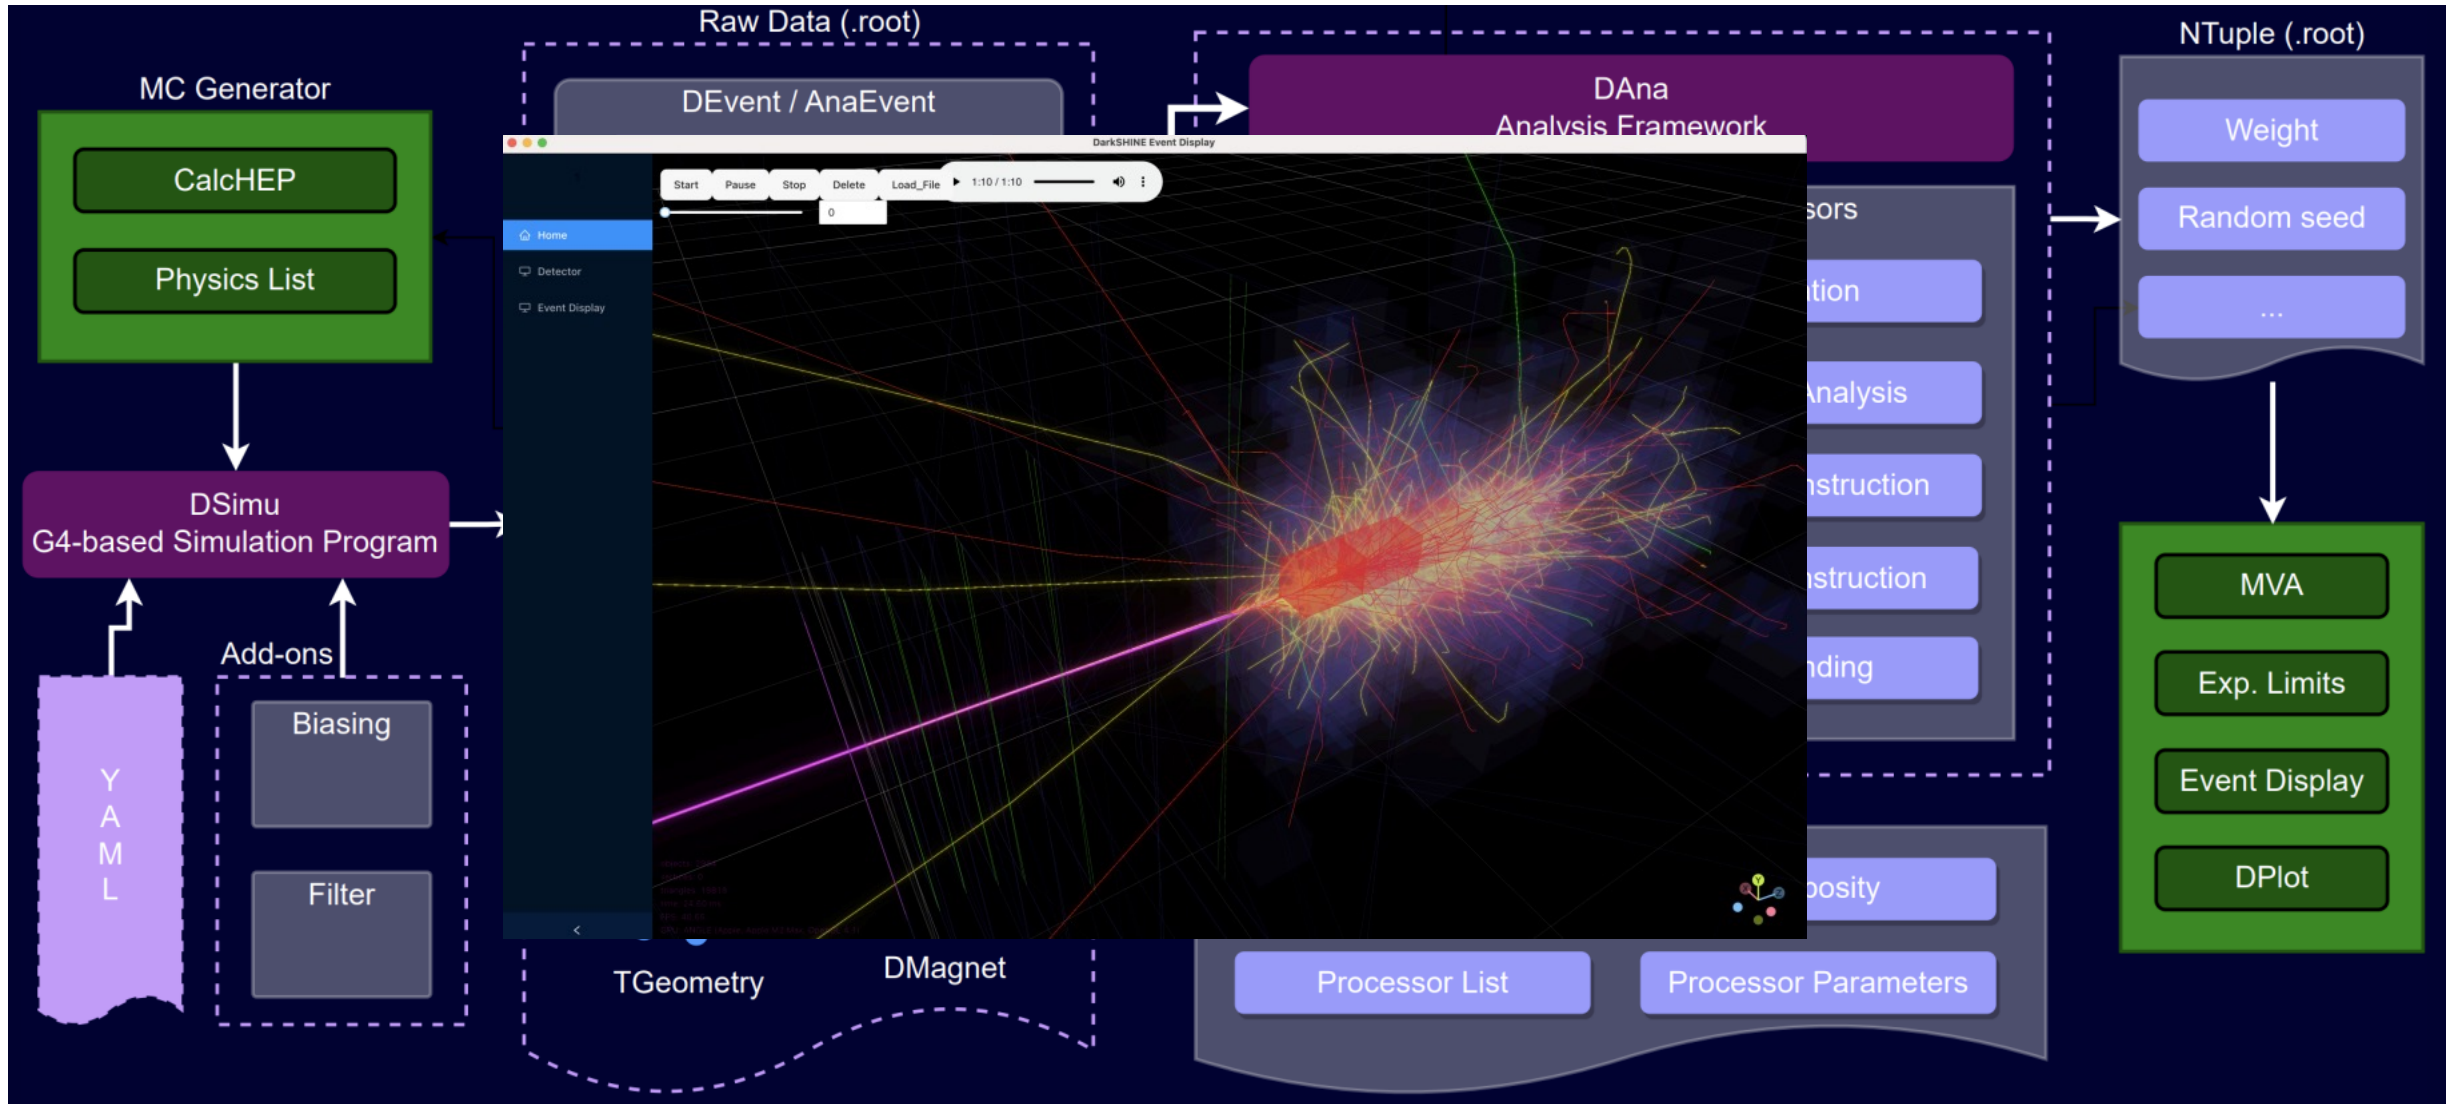 Raw Data (.root)
NTuple (.root)
MC Generator
DEvent / AnaEvent
DAna
Analysis Framework
Weight
DarkSHINE Event Display
CalcHEP
Start
Pause
Stop
Delete
Load_File
1:10 / 1:10
0
sors
Random seed
Home
Physics List
Detector
Event Display
...
Analysis
DSimu
G4-based Simulation Program
nstruction
nstruction
MVA
Add-ons
nding
Exp. Limits
Biasing
Event Display
Y
A
M
L
Filter
DPlot
TGeometry
DMagnet
Processor List
Processor Parameters